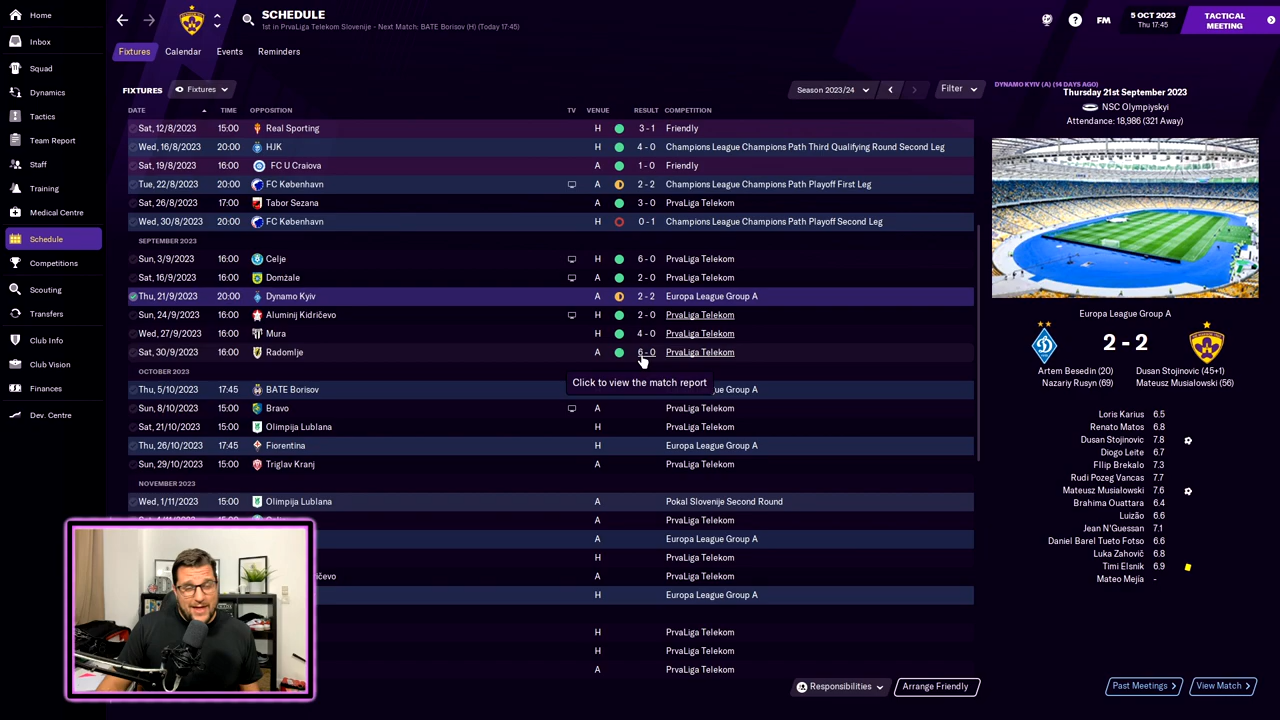 Home
SCHEDULE
1st in PrvaLiga Telekom Slovenije - Next Match: BATE Borisov (H) (Today 17:45)
FM
5 OCT 2023
Thu 17:45
TACTICAL
MEETING
Inbox
Squad
Dynamics
Tactics
Team Report
Staff
Training
Medical Centre
Schedule
Competitions
Scouting
Transfers
Club Info
Club Vision
Finances
Dev. Centre
Fixtures Calendar Events Reminders
FIXTURES Fixtures Season 2023/24 Filter
DATE TIME OPPOSITION TV VENUE RESULT COMPETITION
Sat, 12/8/2023 15:00 Real Sporting H 3 - 1 Friendly
Wed, 16/8/2023 20:00 HJK H 4 - 0 Champions League Champions Path Third Qualifying Round Second Leg
Sat, 19/8/2023 16:00 FC U Craiova A 1 - 0 Friendly
Tue, 22/8/2023 20:00 FC København A 2 - 2 Champions League Champions Path Playoff First Leg
Sat, 26/8/2023 17:00 Tabor Sezana A 3 - 0 PrvaLiga Telekom
Wed, 30/8/2023 20:00 FC København H 0 - 1 Champions League Champions Path Playoff Second Leg
SEPTEMBER 2023
Sun, 3/9/2023 16:00 Celje H 6 - 0 PrvaLiga Telekom
Sat, 16/9/2023 16:00 Domžale A 2 - 0 PrvaLiga Telekom
Thu, 21/9/2023 20:00 Dynamo Kyiv A 2 - 2 Europa League Group A
Sun, 24/9/2023 16:00 Aluminij Kidričevo H 2 - 0 PrvaLiga Telekom
Wed, 27/9/2023 16:00 Mura H 4 - 0 PrvaLiga Telekom
Sat, 30/9/2023 16:00 Radomlje A 6 - 0 PrvaLiga Telekom
OCTOBER 2023
Click to view the match report
Thu, 5/10/2023 17:45 BATE Borisov gue Group A
Sun, 8/10/2023 15:00 Bravo A PrvaLiga Telekom
Sat, 21/10/2023 15:00 Olimpija Lublana H PrvaLiga Telekom
Thu, 26/10/2023 17:45 Fiorentina H Europa League Group A
Sun, 29/10/2023 15:00 Triglav Kranj A PrvaLiga Telekom
NOVEMBER 2023
Wed, 1/11/2023 15:00 Olimpija Lublana A Pokal Slovenije Second Round
A PrvaLiga Telekom
A Europa League Group A
H PrvaLiga Telekom
ičevo A PrvaLiga Telekom
H Europa League Group A
H PrvaLiga Telekom
H PrvaLiga Telekom
A PrvaLiga Telekom
Responsibilities Arrange Friendly
DYNAMO KYIV (A) (14 DAYS AGO)
Thursday 21st September 2023
NSC Olympiyskyi
Attendance: 18,986 (321 Away)
Europa League Group A
2 - 2
Artem Besedin (20) Dusan Stojinovic (45+1)
Nazariy Rusyn (69) Mateusz Musialowski (56)
Loris Karius 6.5
Renato Matos 6.8
Dusan Stojinovic 7.8
Diogo Leite 6.7
FIlip Brekalo 7.3
Rudi Pozeg Vancas 7.7
Mateusz Musialowski 7.6
Brahima Ouattara 6.4
Luizão 6.6
Jean N'Guessan 7.1
Daniel Barel Tueto Fotso 6.6
Luka Zahovič 6.8
Timi Elsnik 6.9
Mateo Mejía -
Past Meetings View Match